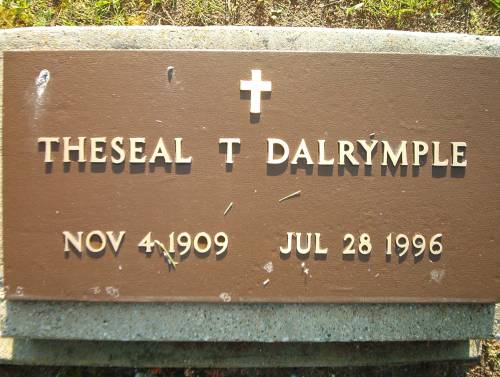 THESEAL T DALRYMPLE
NOV 4 1909 JUL 28 1996